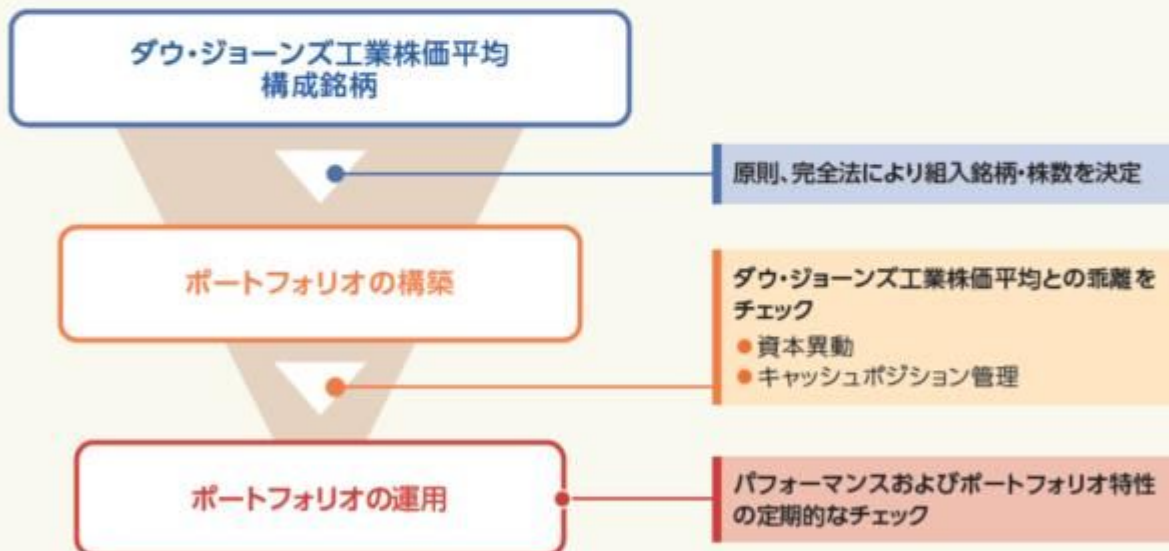 ダウ・ジョーンズ工業株価平均
構成銘柄
原則、完全法により組入銘柄・株数を決定
ポートフォリオの構築
ダウ・ジョーンズ工業株価平均との乖離を
チェック
●資本異動
●キャッシュポジション管理
ポートフォリオの運用
パフォーマンスおよびポートフォリオ特性
の定期的なチェック